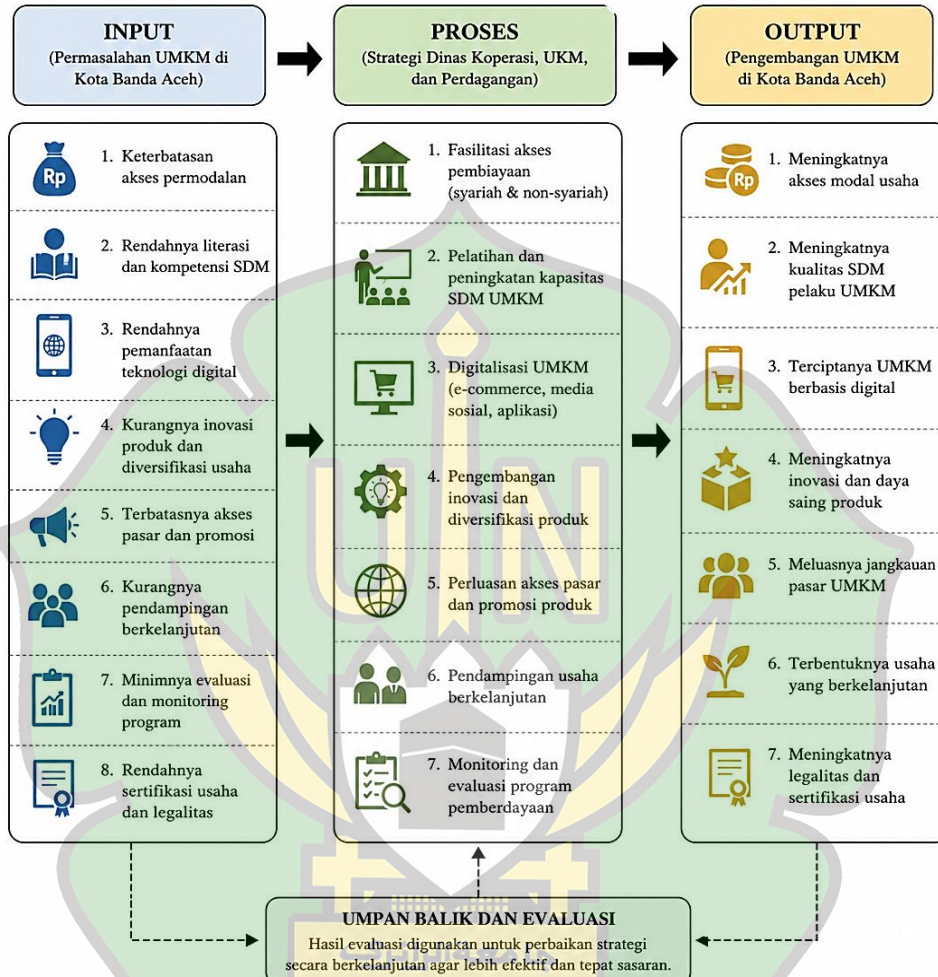 INPUT
(Permasalahan UMKM di
Kota Banda Aceh)
PROSES
(Strategi Dinas Koperasi, UKM,
dan Perdagangan)
OUTPUT
(Pengembangan UMKM
di Kota Banda Aceh)
Rp
1. Keterbatasan
akses permodalan
2. Rendahnya literasi
dan kompetensi SDM
3. Rendahnya
pemanfaatan
teknologi digital
4. Kurangnya inovasi
produk dan
diversifikasi usaha
5. Terbatasnya akses
pasar dan promosi
6. Kurangnya
pendampingan
berkelanjutan
7. Minimnya evaluasi
dan monitoring
program
8. Rendahnya
sertifikasi usaha
dan legalitas
1. Fasilitasi akses
pembiayaan
(syariah & non-syariah)
2. Pelatihan dan
peningkatan kapasitas
SDM UMKM
3. Digitalisasi UMKM
(e-commerce, media
sosial, aplikasi)
4. Pengembangan
inovasi dan
diversifikasi produk
5. Perluasan akses pasar
dan promosi produk
6. Pendampingan usaha
berkelanjutan
7. Monitoring dan
evaluasi program
pemberdayaan
Rp
1. Meningkatnya
akses modal usaha
2. Meningkatnya
kualitas SDM
pelaku UMKM
3. Terciptanya UMKM
berbasis digital
4. Meningkatnya
inovasi dan daya
saing produk
5. Meluasnya jangkauan
pasar UMKM
6. Terbentuknya usaha
yang berkelanjutan
7. Meningkatnya
legalitas dan
sertifikasi usaha
UIN
UMPAN BALIK DAN EVALUASI
Hasil evaluasi digunakan untuk perbaikan strategi
secara berkelanjutan agar lebih efektif dan tepat sasaran.
جامعة الرانري